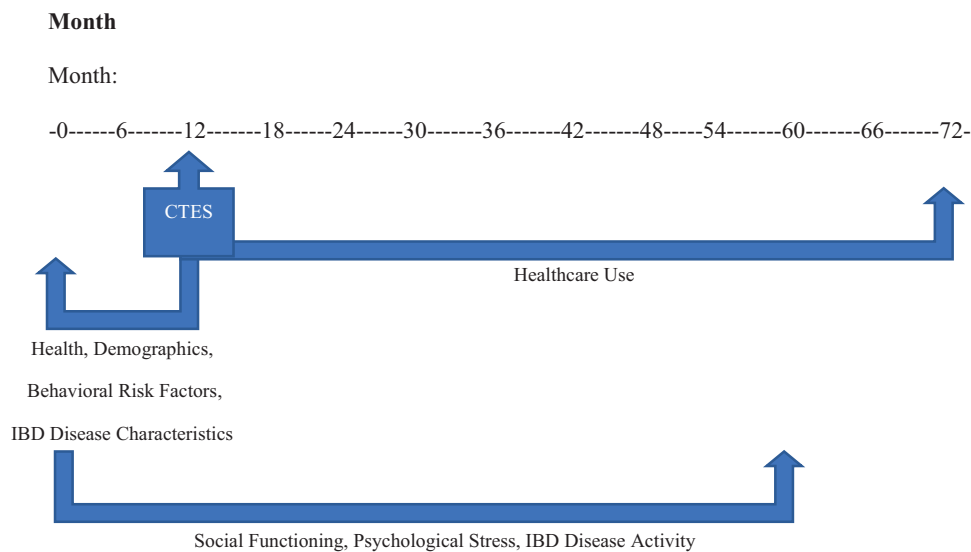 Month
Month:
-0------6-------12-------18------24------30-------36-------42-------48-----54-------60-------66-------72-
CTES
Healthcare Use
Health, Demographics,
Behavioral Risk Factors,
IBD Disease Characteristics
Social Functioning, Psychological Stress, IBD Disease Activity